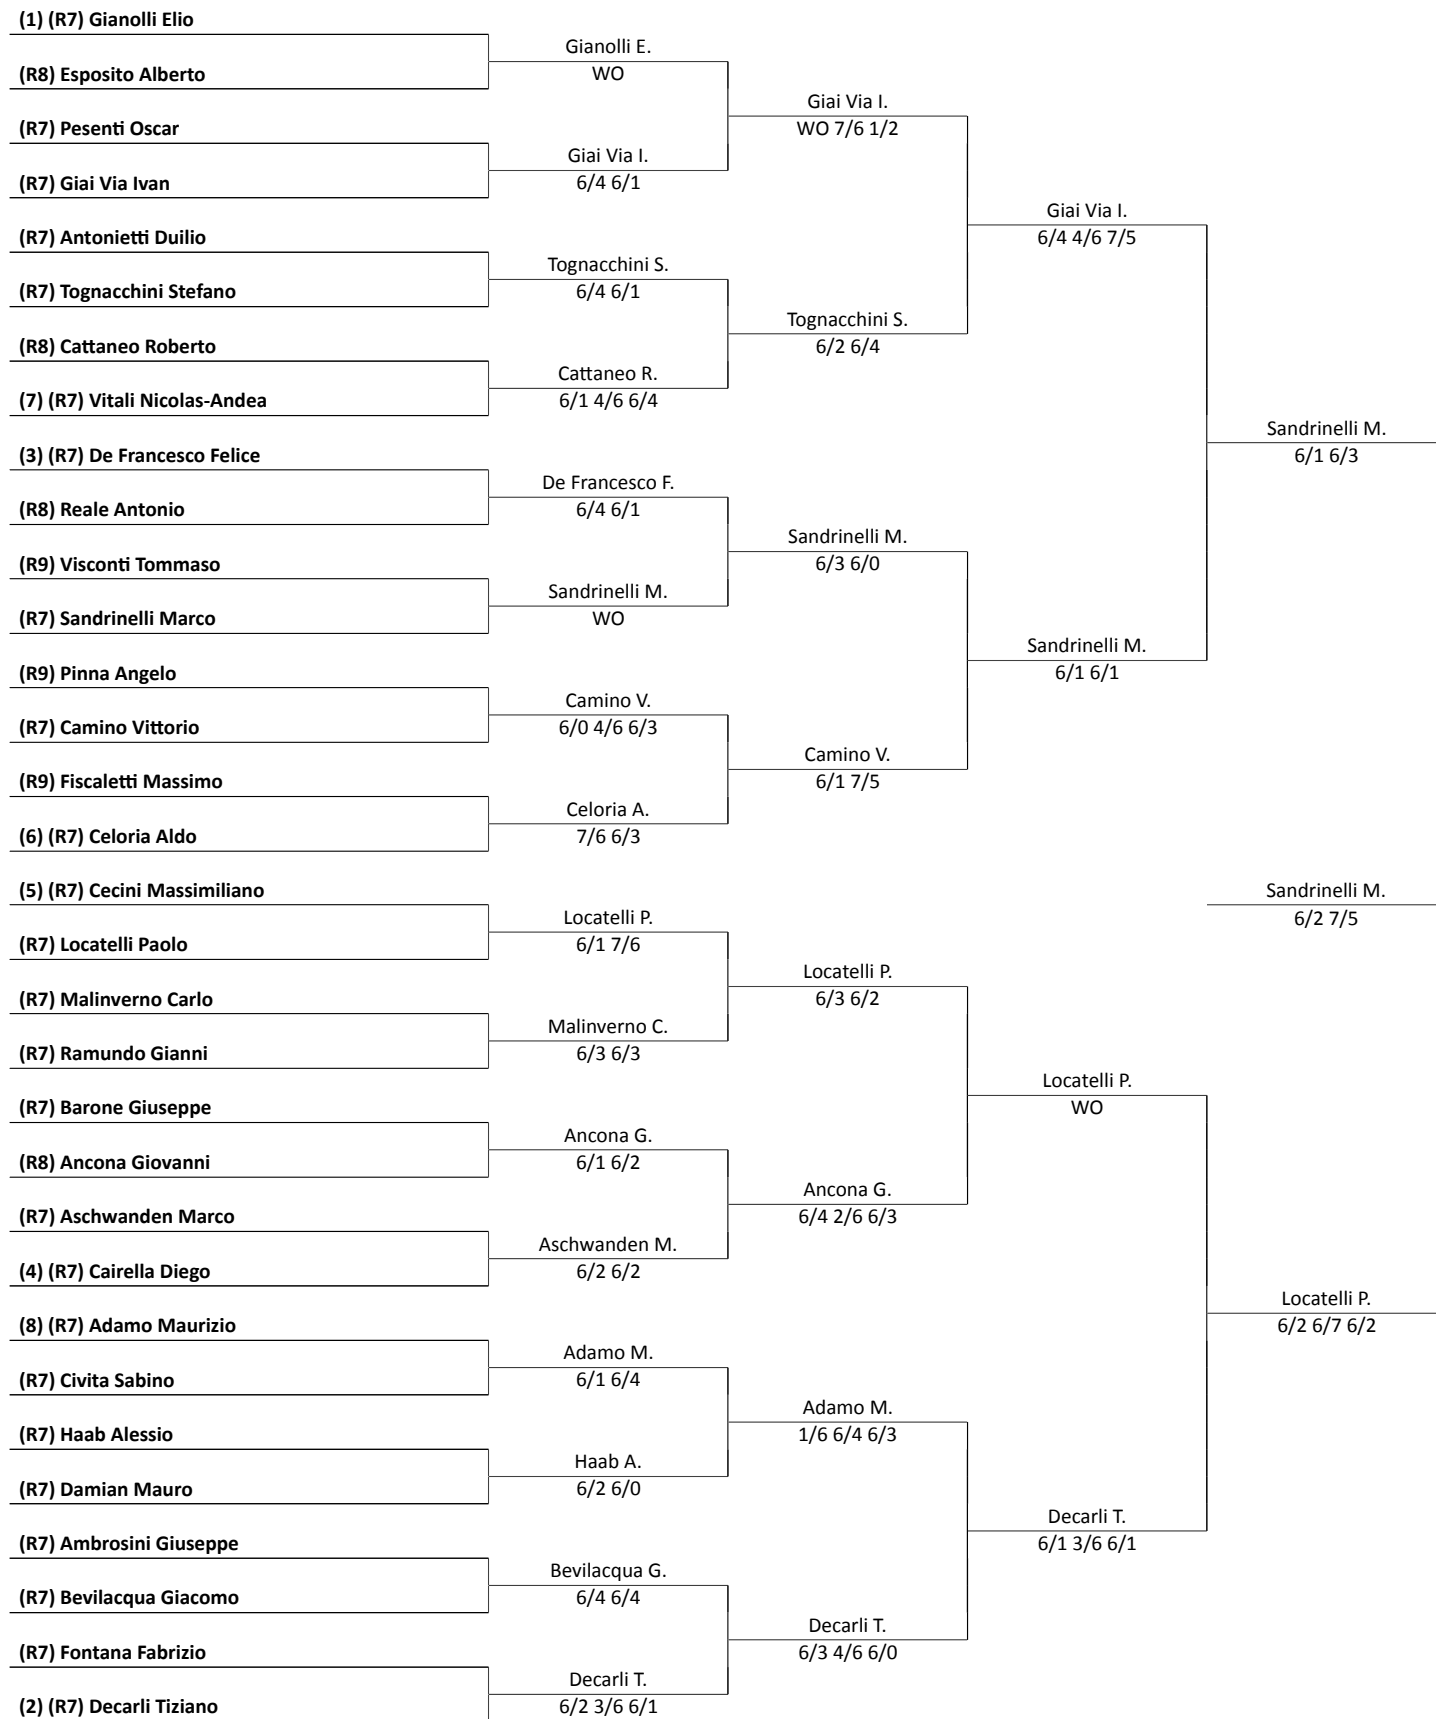 (1) (R7) Gianolli Elio
Gianolli E.
(R8) Esposito Alberto
WO
Giai Via I.
(R7) Pesenti Oscar
WO 7/6 1/2
Giai Via I.
(R7) Giai Via Ivan
6/4 6/1
Giai Via I.
(R7) Antonietti Duilio
6/4 4/6 7/5
Tognacchini S.
(R7) Tognacchini Stefano
6/4 6/1
Tognacchini S.
(R8) Cattaneo Roberto
6/2 6/4
Cattaneo R.
(7) (R7) Vitali Nicolas-Andea
6/1 4/6 6/4
Sandrinelli M.
(3) (R7) De Francesco Felice
6/1 6/3
De Francesco F.
(R8) Reale Antonio
6/4 6/1
Sandrinelli M.
(R9) Visconti Tommaso
6/3 6/0
Sandrinelli M.
(R7) Sandrinelli Marco
WO
Sandrinelli M.
(R9) Pinna Angelo
6/1 6/1
Camino V.
(R7) Camino Vittorio
6/0 4/6 6/3
Camino V.
(R9) Fiscaletti Massimo
6/1 7/5
Celoria A.
(6) (R7) Celoria Aldo
7/6 6/3
(5) (R7) Cecini Massimiliano
Sandrinelli M.
Locatelli P.
6/2 7/5
(R7) Locatelli Paolo
6/1 7/6
Locatelli P.
(R7) Malinverno Carlo
6/3 6/2
Malinverno C.
(R7) Ramundo Gianni
6/3 6/3
Locatelli P.
(R7) Barone Giuseppe
WO
Ancona G.
(R8) Ancona Giovanni
6/1 6/2
Ancona G.
(R7) Aschwanden Marco
6/4 2/6 6/3
Aschwanden M.
(4) (R7) Cairella Diego
6/2 6/2
Locatelli P.
(8) (R7) Adamo Maurizio
6/2 6/7 6/2
Adamo M.
(R7) Civita Sabino
6/1 6/4
Adamo M.
(R7) Haab Alessio
1/6 6/4 6/3
Haab A.
(R7) Damian Mauro
6/2 6/0
Decarli T.
(R7) Ambrosini Giuseppe
6/1 3/6 6/1
Bevilacqua G.
(R7) Bevilacqua Giacomo
6/4 6/4
Decarli T.
(R7) Fontana Fabrizio
6/3 4/6 6/0
Decarli T.
(2) (R7) Decarli Tiziano
6/2 3/6 6/1